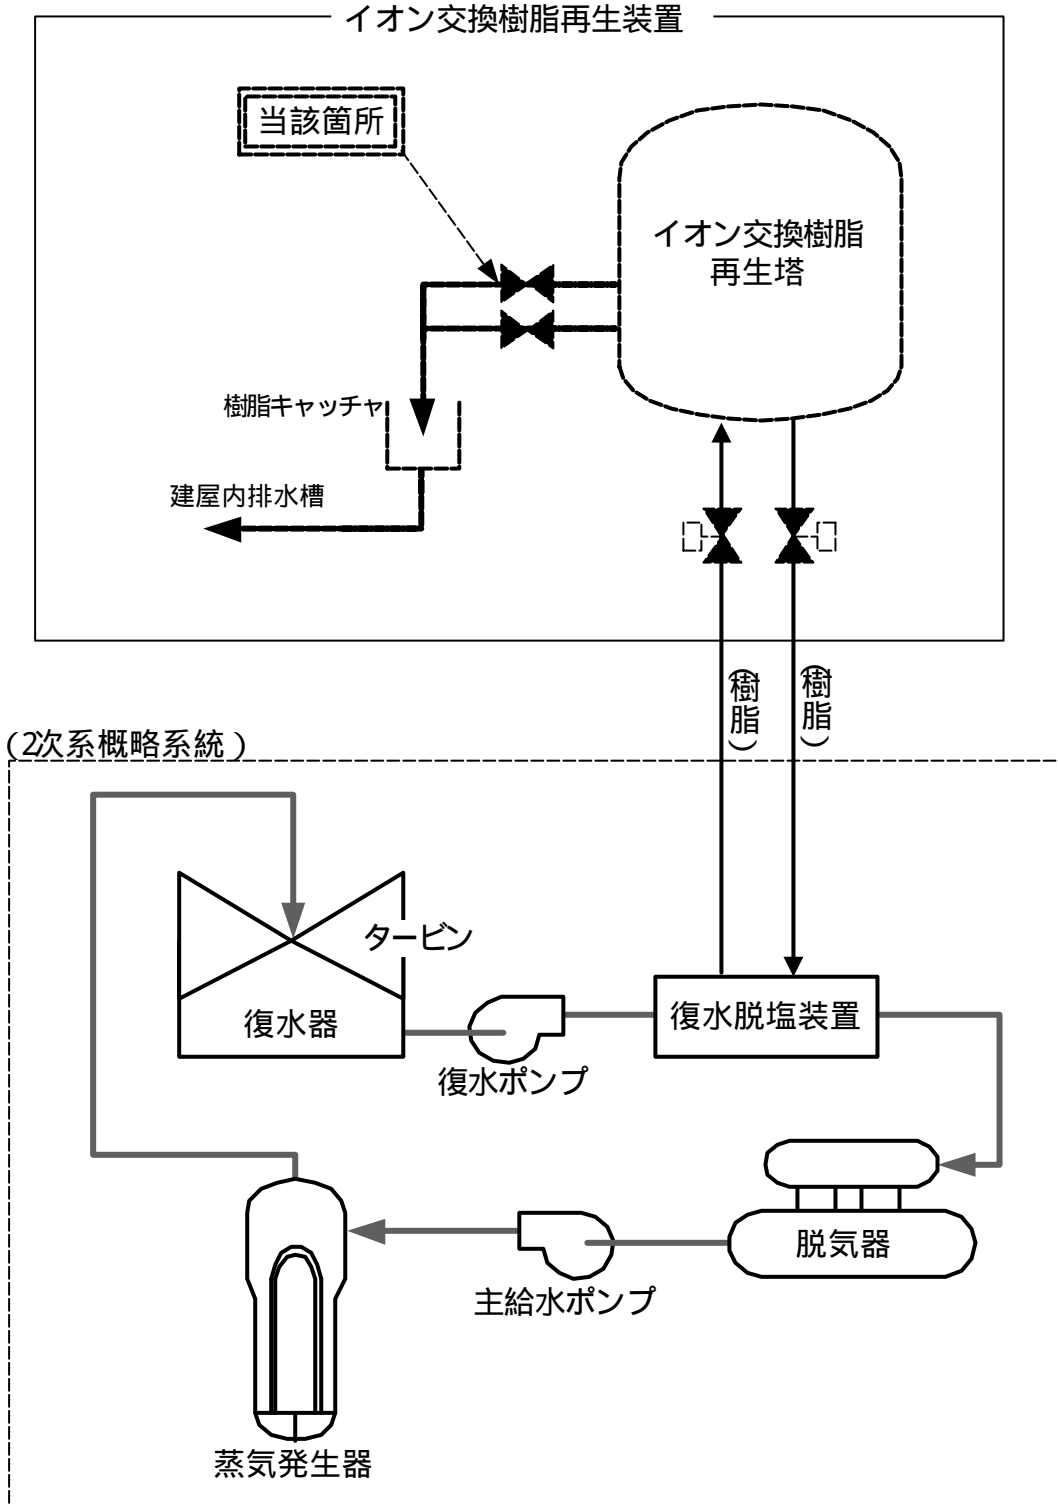 イオン交換樹脂再生装置
当該箇所
イオン交換樹脂
再生塔
樹脂キャッチャ
建屋内排水槽
(樹脂)
(樹脂)
(2次系概略系統)
タービン
復水器
復水脱塩装置
復水ポンプ
脱気器
主給水ポンプ
蒸気発生器